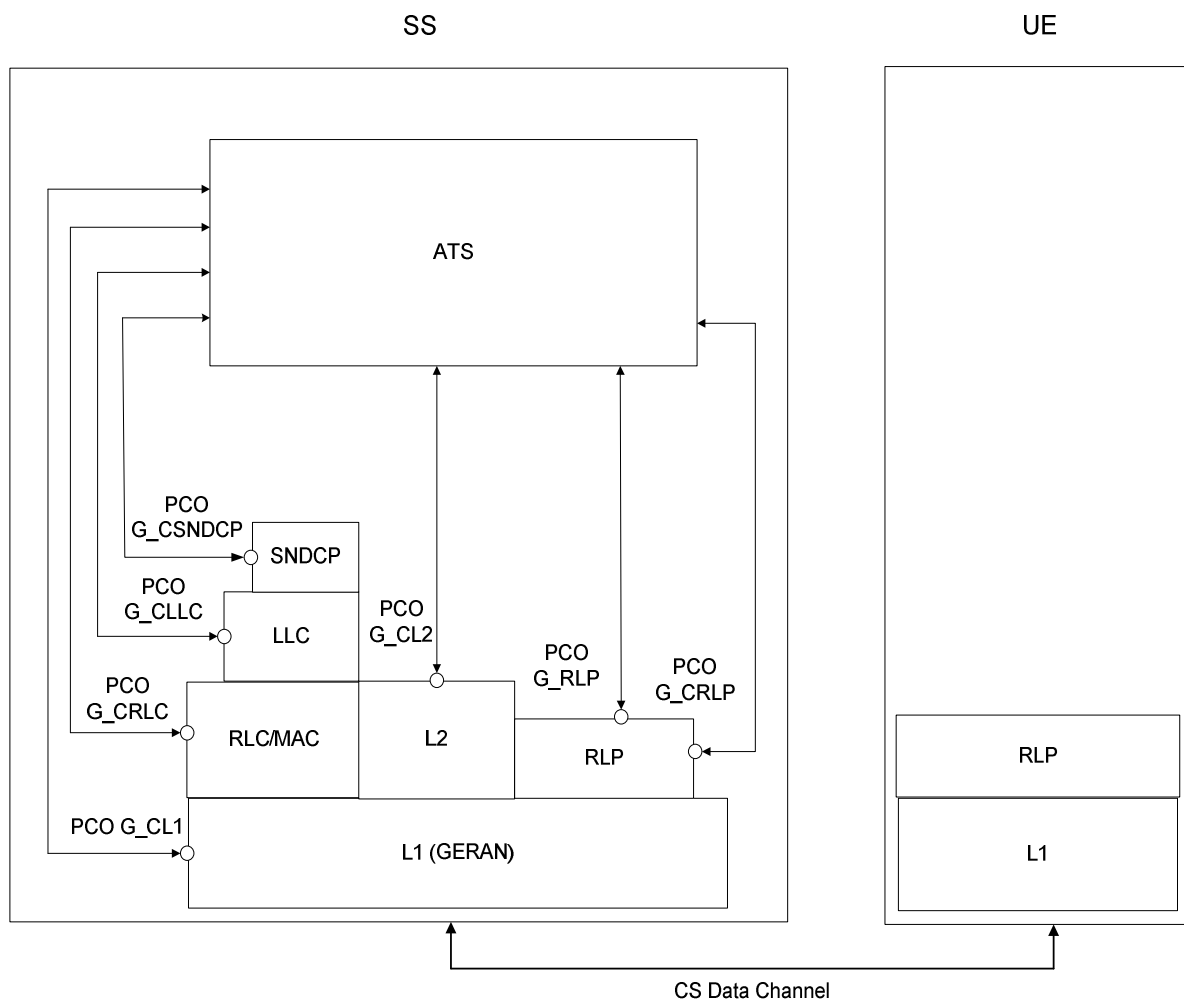 SS
UE
ATS
PCO
G_CSNDCP
SNDCP
PCO
G_CLLC
LLC
PCO
G_CL2
PCO
G_RLP
PCO
G_CRLP
PCO
G_CRLC
RLC/MAC
L2
RLP
RLP
PCO G_CL1
L1 (GERAN)
L1
CS Data Channel